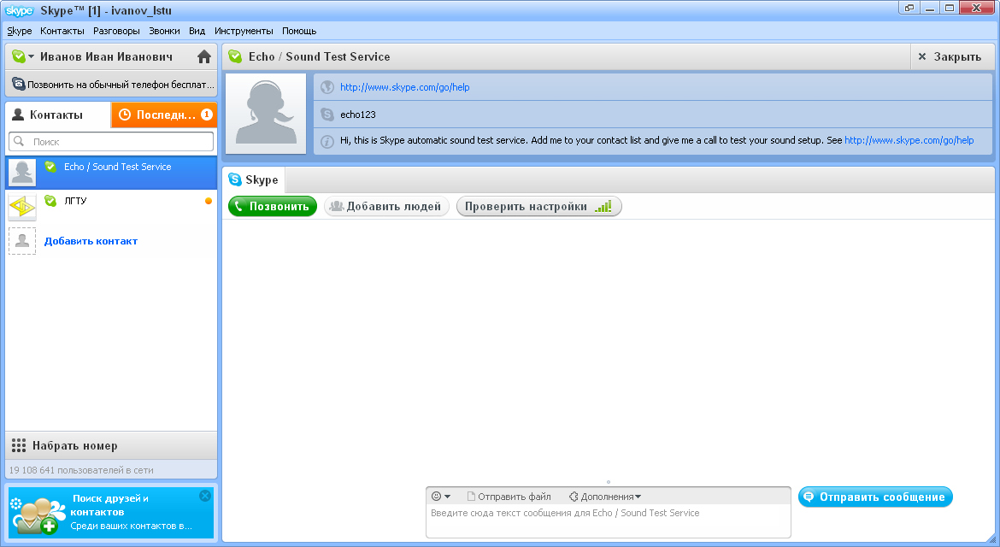 Skype™ [1] - ivanov_lstu
Skype Контакты Разговоры Звонки Вид Инструменты Помощь
Иванов Иван Иванович
Позвонить на обычный телефон бесплат...
Контакты
Последн... 1
Поиск
Echo / Sound Test Service
ЛГТУ
Добавить контакт
Набрать номер
19 108 641 пользователей в сети
Поиск друзей и
контактов
Среди ваших контактов в...
Echo / Sound Test Service
Закрыть
http://www.skype.com/go/help
echo123
Hi, this is Skype automatic sound test service. Add me to your contact list and give me a call to test your sound setup. See http://www.skype.com/go/help
Skype
Позвонить
Добавить людей
Проверить настройки
Отправить файл
Дополнения
Введите сюда текст сообщения для Echo / Sound Test Service
Отправить сообщение